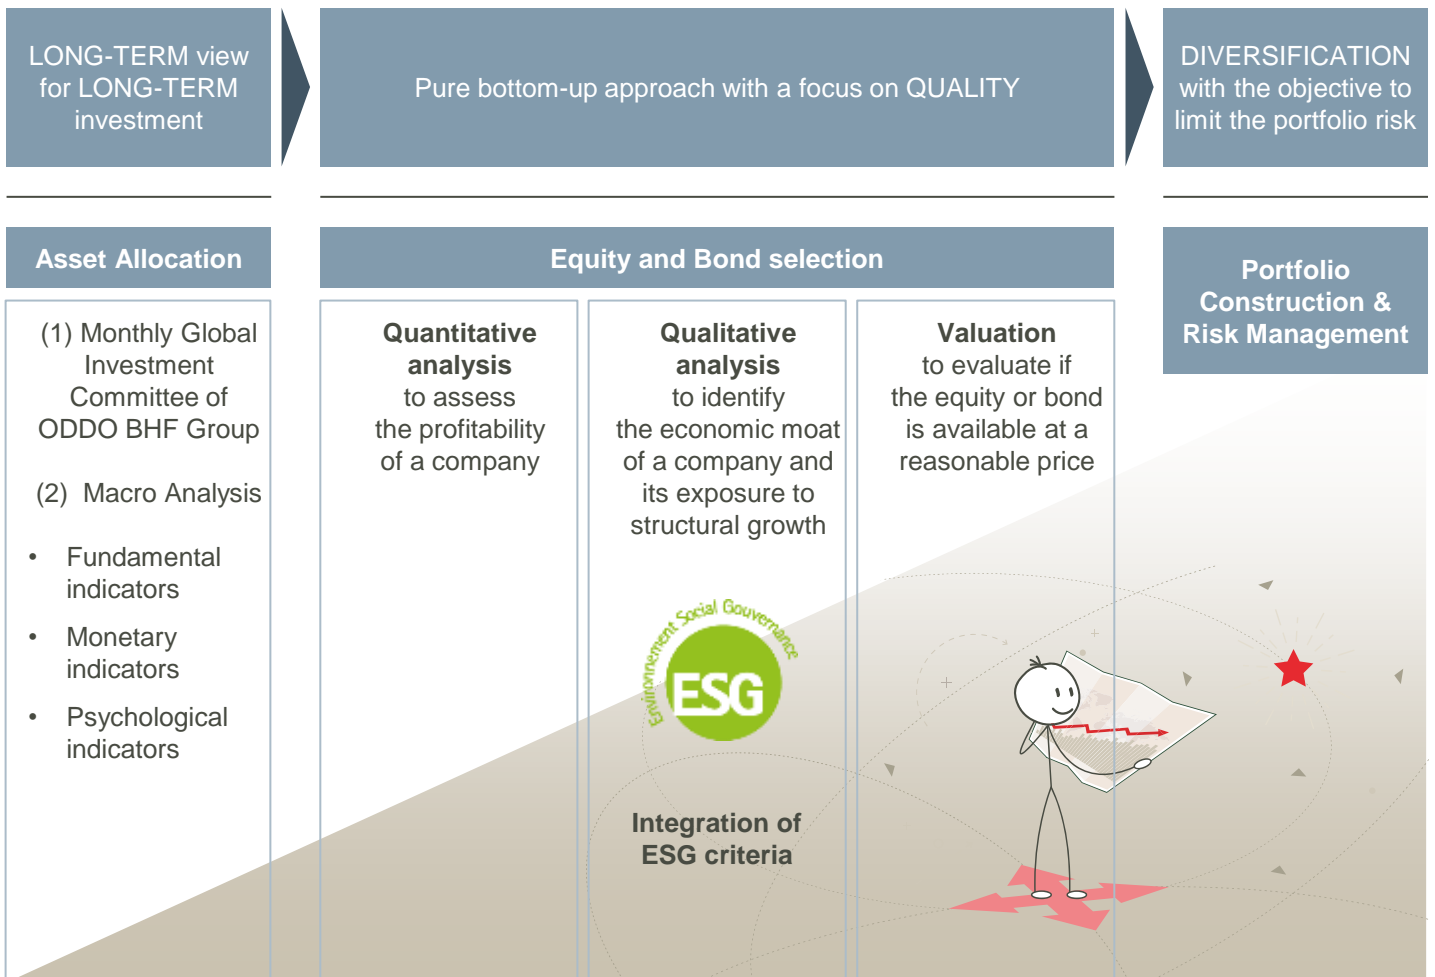 LONG-TERM view
for LONG-TERM
investment
Pure bottom-up approach with a focus on QUALITY
DIVERSIFICATION
with the objective to
limit the portfolio risk
Asset Allocation
(1) Monthly Global
Investment
Committee of
ODDO BHF Group
(2) Macro Analysis
• Fundamental
indicators
• Monetary
indicators
• Psychological
indicators
Equity and Bond selection
Quantitative
analysis
to assess
the profitability
of a company
Qualitative
analysis
to identify
the economic moat
of a company and
its exposure to
structural growth
Environnement Social Gouvernance
ESG
Integration of
ESG criteria
Valuation
to evaluate if
the equity or bond
is available at a
reasonable price
Portfolio
Construction &
Risk Management